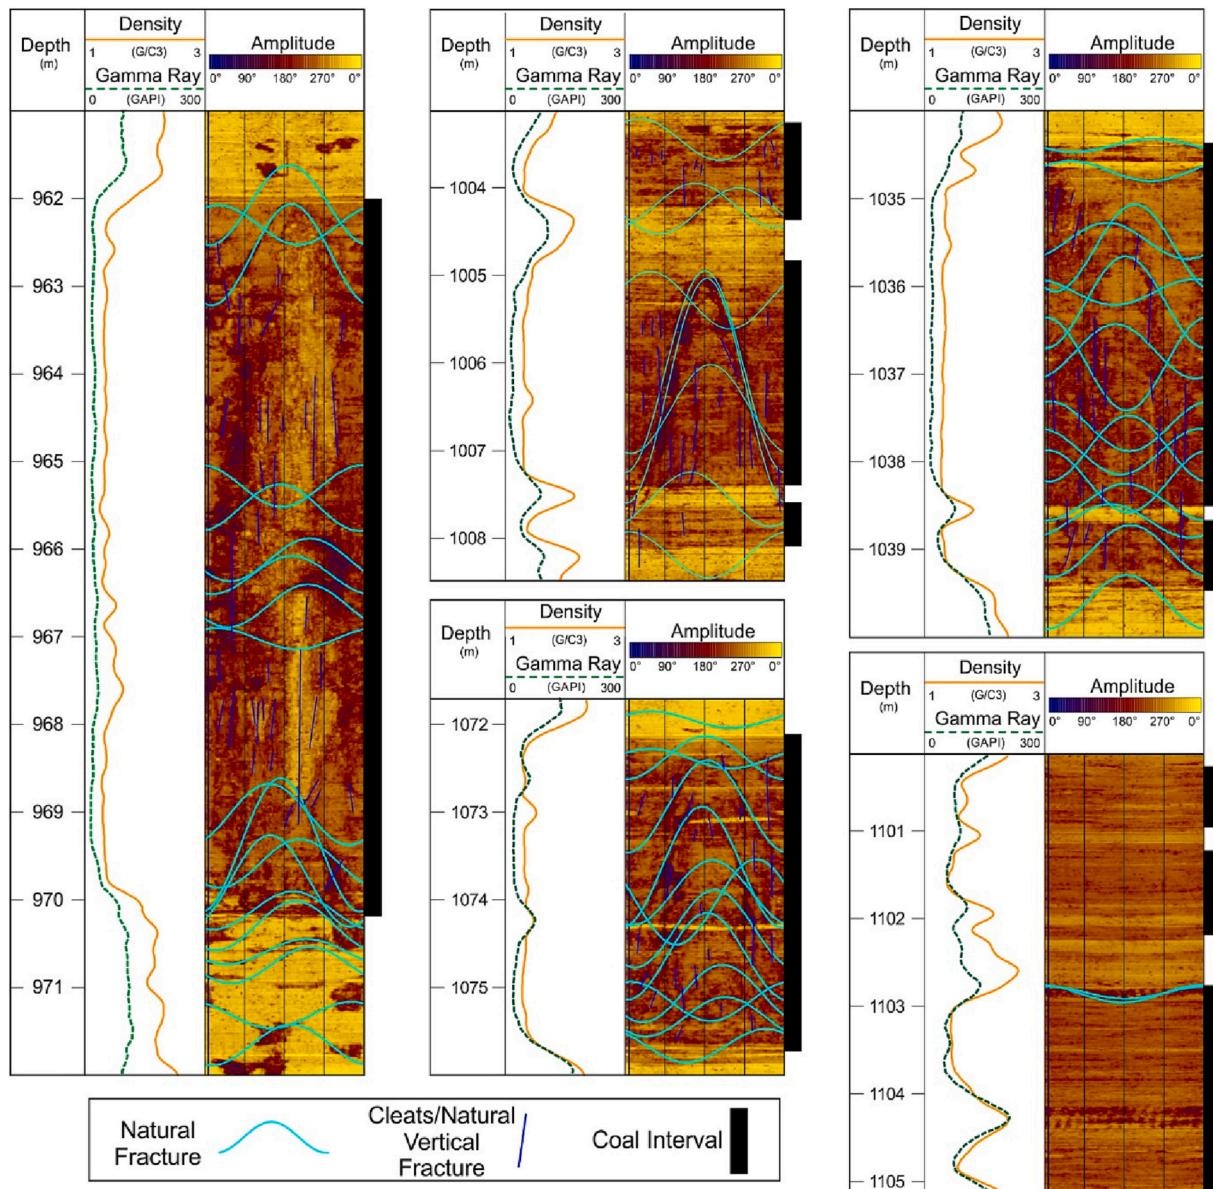 Density
Depth
(m)
1 (G/C3) 3
Amplitude
Gamma Ray
0° 90° 180° 270° 0°
0 (GAPI) 300
962
963
964
965
966
967
968
969
970
971
Density
Depth
(m)
1 (G/C3) 3
Amplitude
Gamma Ray
0° 90° 180° 270° 0°
0 (GAPI) 300
1004
1005
1006
1007
1008
Density
Depth
(m)
1 (G/C3) 3
Amplitude
Gamma Ray
0° 90° 180° 270° 0°
0 (GAPI) 300
1072
1073
1074
1075
Density
Depth
(m)
1 (G/C3) 3
Amplitude
Gamma Ray
0° 90° 180° 270° 0°
0 (GAPI) 300
1035
1036
1037
1038
1039
Density
Depth
(m)
1 (G/C3) 3
Amplitude
Gamma Ray
0° 90° 180° 270° 0°
0 (GAPI) 300
1101
1102
1103
1104
1105
Natural
Fracture
Cleats/Natural
Vertical
Fracture
Coal Interval